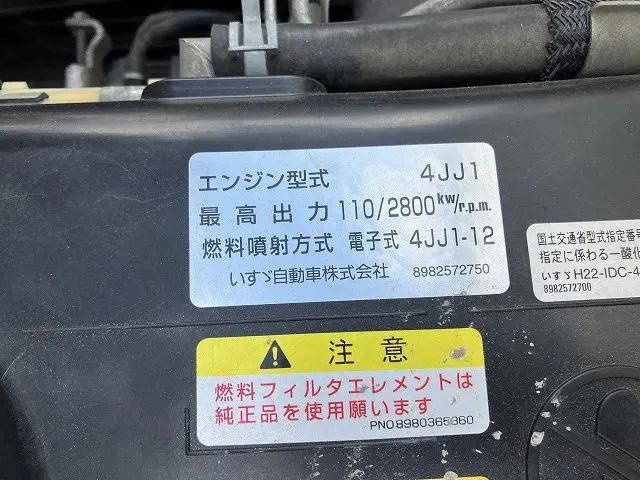 エンジン型式 4JJ1
最高出力 110/2800 kw/r.p.m.
燃料噴射方式 電子式 4JJ1-12
いすゞ自動車株式会社 8982572750
国土交通省型式指定番号
指定に係わる一酸化
いすゞH22-IDC-4
8982572700
注意
燃料フィルタエレメントは
純正品を使用願います
PNO8980365360